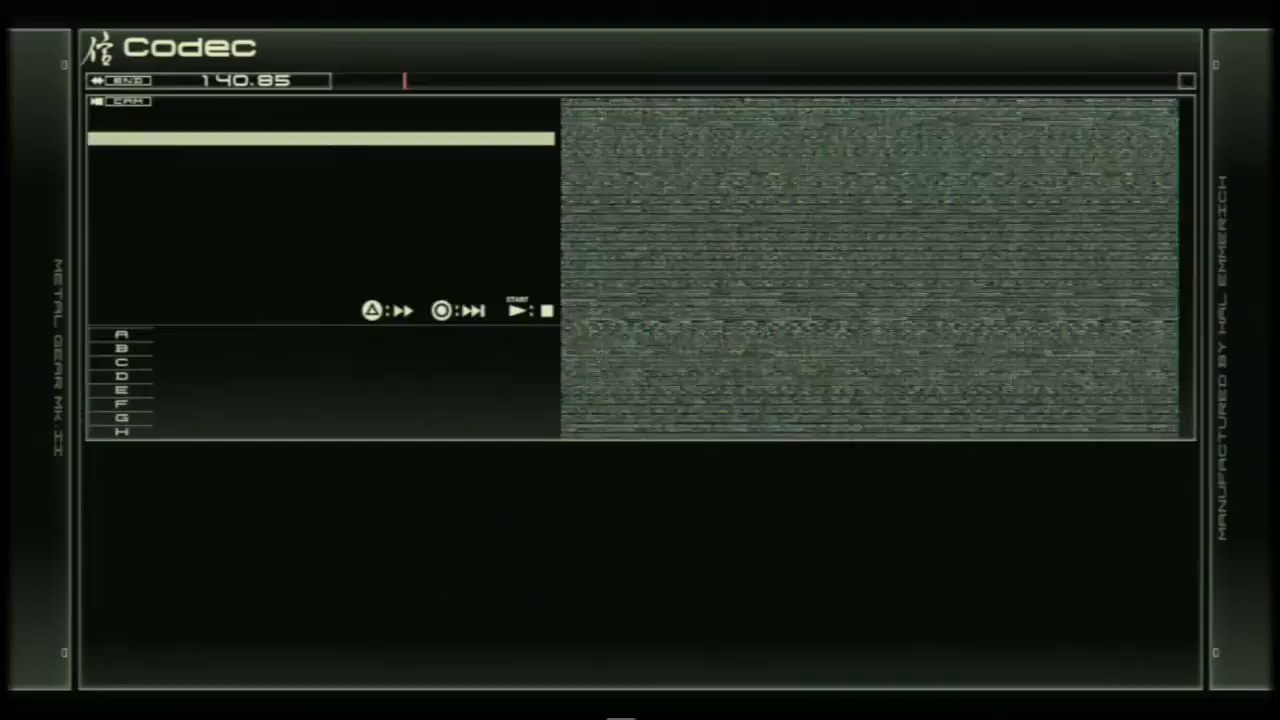 信 Codec
END 140.85
CAM
START
A
B
C
D
E
F
G
H
METAL GEAR MK.II
MANUFACTURED BY HAL EMMERICH